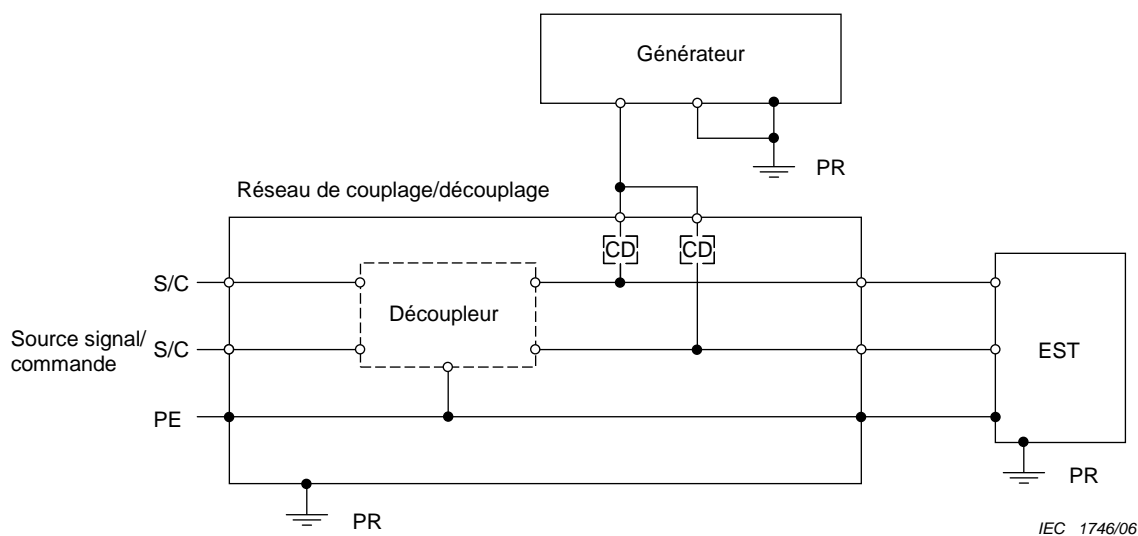 Générateur
PR
Réseau de couplage/découplage
CD CD
S/C
Découpleur
Source signal/
commande
S/C
EST
PE
PR
PR
IEC 1746/06